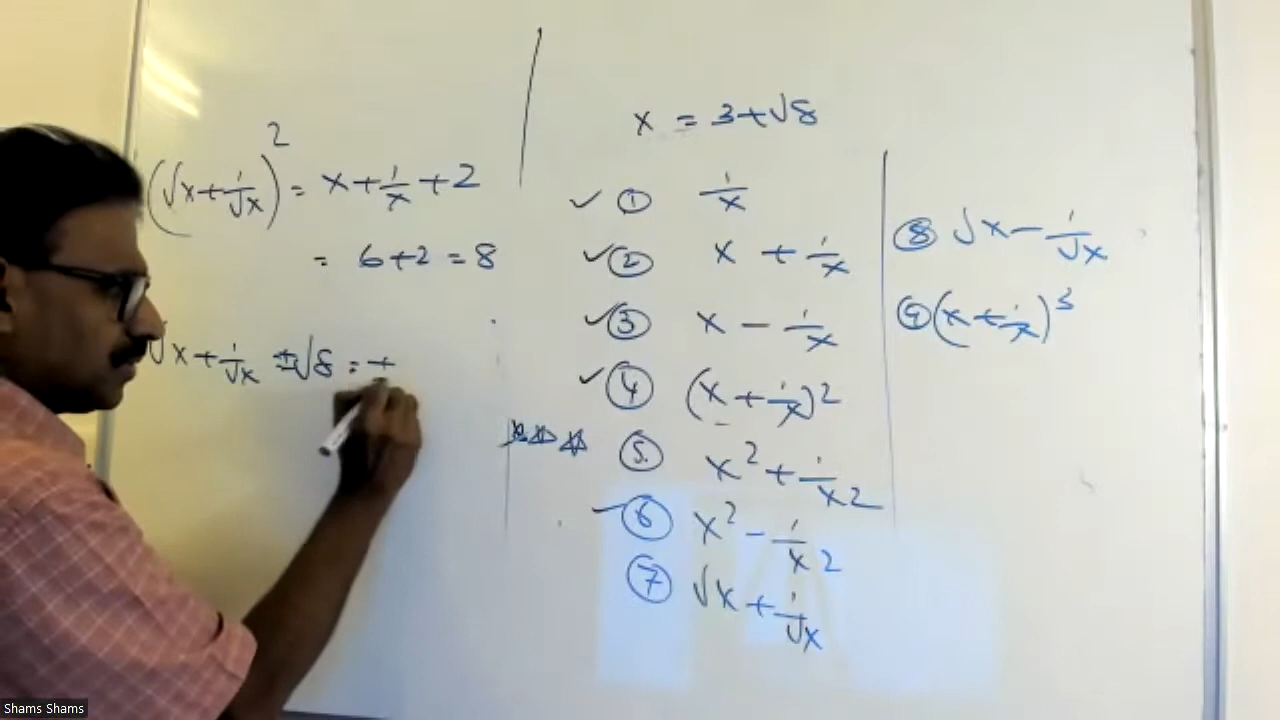 (√x+1/√x)² = x+1/x+2
= 6+2=8
√x+1/√x =±√8 = ±
x = 3+√8
✓ ① 1/x
✓ ② x + 1/x
✓ ③ x − 1/x
✓ ④ (x + 1/x)²
☆☆☆ ⑤ x² + 1/x²
✓ ⑥ x² − 1/x²
⑦ √x + 1/√x
⑧ √x − 1/√x
⑨ (x + 1/x)³
Shams Shams